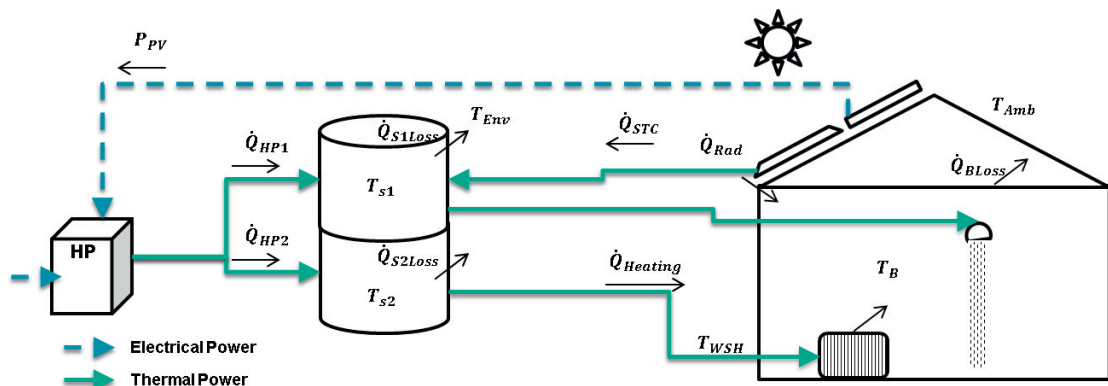 P_PV
Q̇_S1Loss
T_Env
Q̇_STC
T_Amb
Q̇_HP1
Q̇_Rad
Q̇_BLoss
T_s1
Q̇_HP2
HP
Q̇_S2Loss
Q̇_Heating
T_B
T_s2
T_WSH
Electrical Power
Thermal Power